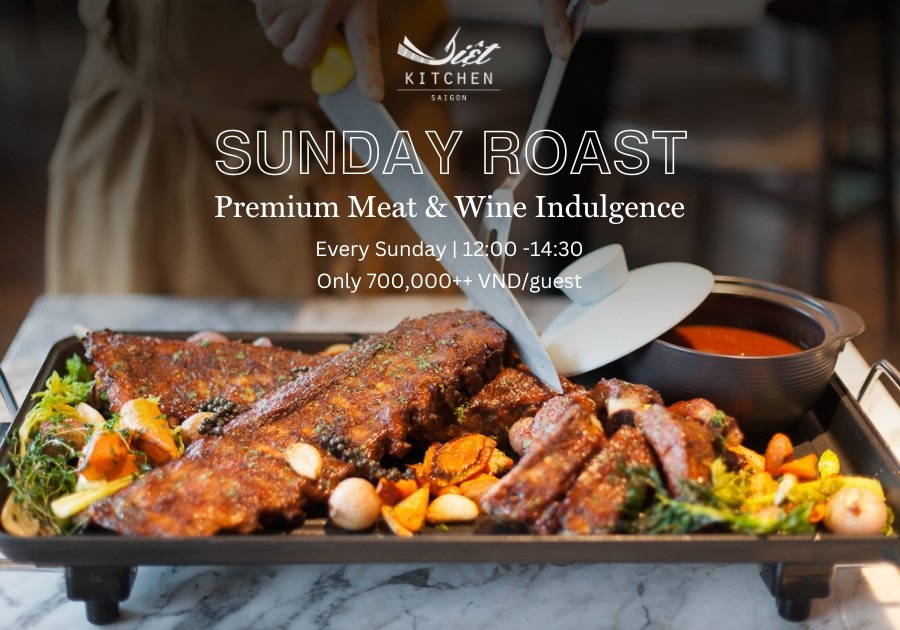 Việt
KITCHEN
SAIGON
SUNDAY ROAST
Premium Meat & Wine Indulgence
Every Sunday | 12:00 -14:30
Only 700,000++ VND/guest